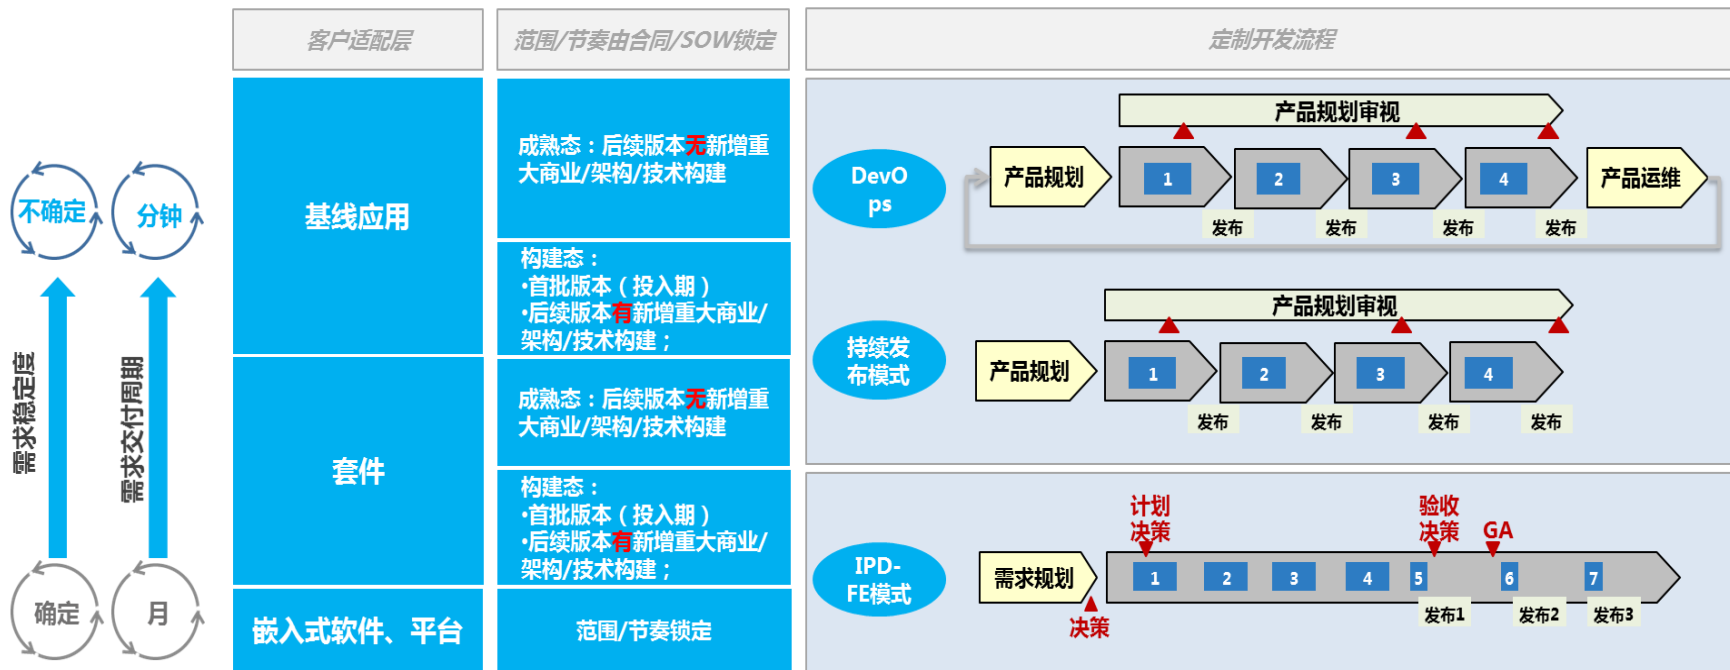 客户适配层
范围/节奏由合同/SOW锁定
定制开发流程
不确定
分钟
需求稳定度
需求交付周期
确定
月
基线应用
成熟态：后续版本无新增重
大商业/架构/技术构建
构建态：
•首批版本（投入期）
•后续版本有新增重大商业/
架构/技术构建；
套件
成熟态：后续版本无新增重
大商业/架构/技术构建
构建态：
•首批版本（投入期）
•后续版本有新增重大商业/
架构/技术构建；
嵌入式软件、平台
范围/节奏锁定
DevO
ps
产品规划审视
产品规划
1
2
3
4
产品运维
发布
发布
发布
发布
持续发
布模式
产品规划审视
产品规划
1
2
3
4
发布
发布
发布
发布
IPD-
FE模式
计划
决策
验收
决策
GA
需求规划
1
2
3
4
5
6
7
决策
发布1
发布2
发布3